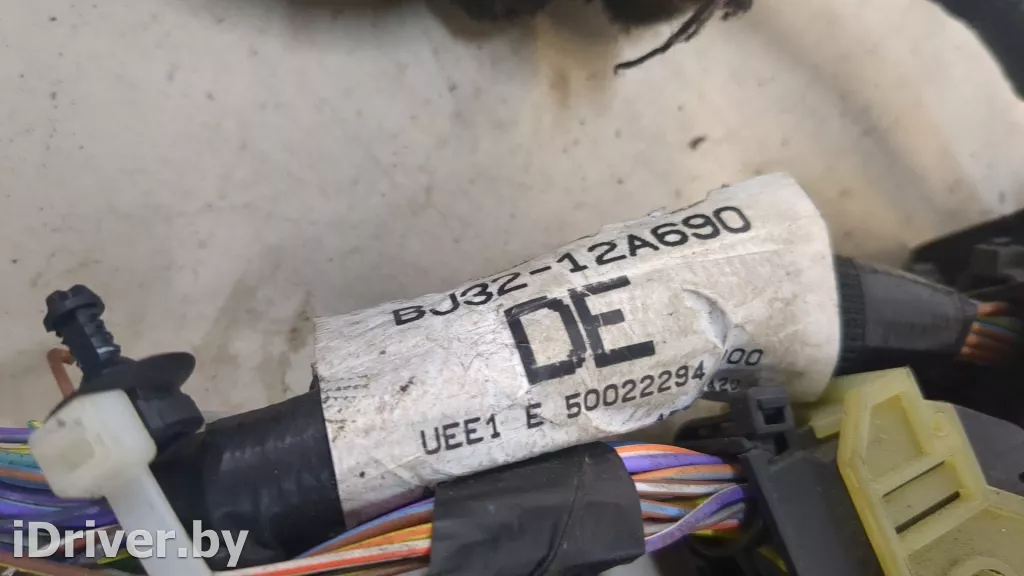 BJ32-12A690
DE
UEE1 E 50022294
iDriver.by